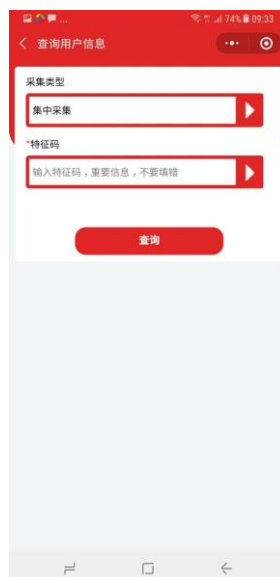 ... 74% 09:33
查询用户信息
采集类型
集中采集
*特征码
输入特征码，重要信息，不要填错
查询